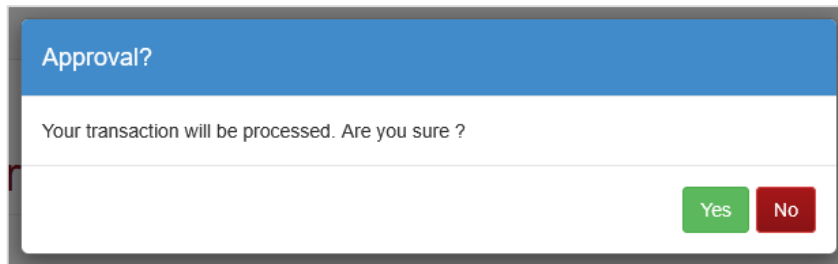 Approval?
Your transaction will be processed. Are you sure ?
Yes No